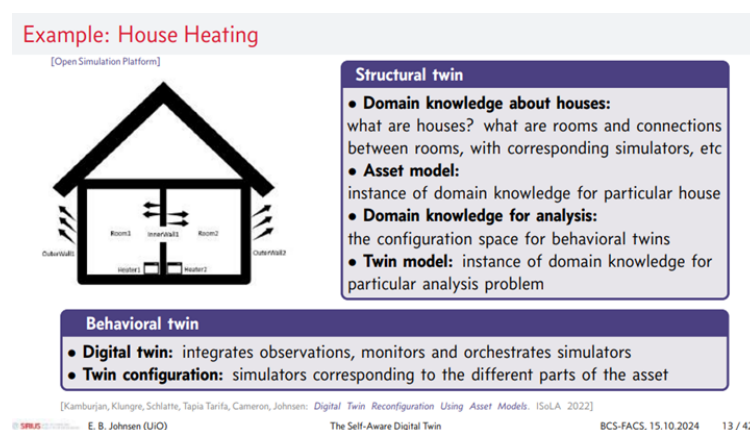 Example: House Heating
[Open Simulation Platform]
Room1
InnerWall1
Room2
OuterWall1
OuterWall2
Heater1
Heater2
Structural twin
● Domain knowledge about houses:
what are houses? what are rooms and connections
between rooms, with corresponding simulators, etc
● Asset model:
instance of domain knowledge for particular house
● Domain knowledge for analysis:
the configuration space for behavioral twins
● Twin model: instance of domain knowledge for
particular analysis problem
Behavioral twin
● Digital twin: integrates observations, monitors and orchestrates simulators
● Twin configuration: simulators corresponding to the different parts of the asset
[Kamburjan, Klungre, Schlatte, Tapia Tarifa, Cameron, Johnsen: Digital Twin Reconfiguration Using Asset Models. ISoLA 2022]
SIRIUS
E. B. Johnsen (UiO)
The Self-Aware Digital Twin
BCS-FACS, 15.10.2024
13 / 42